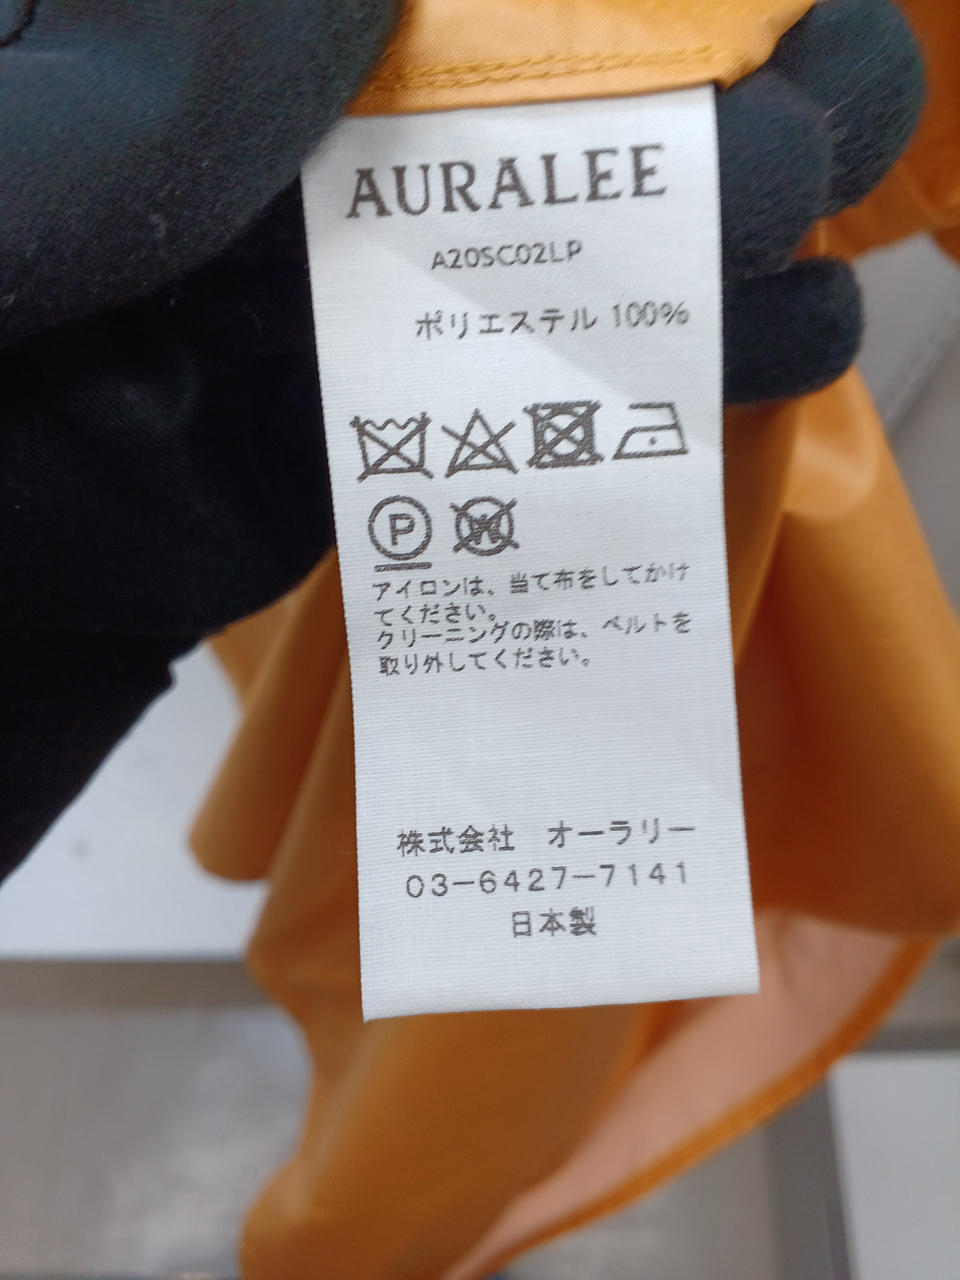 AURALEE
A20SC02LP
ポリエステル 100%
P W
アイロンは、当て布をしてかけ
てください。
クリーニングの際は、ベルトを
取り外してください。
株式会社　オーラリー
03-6427-7141
日本製